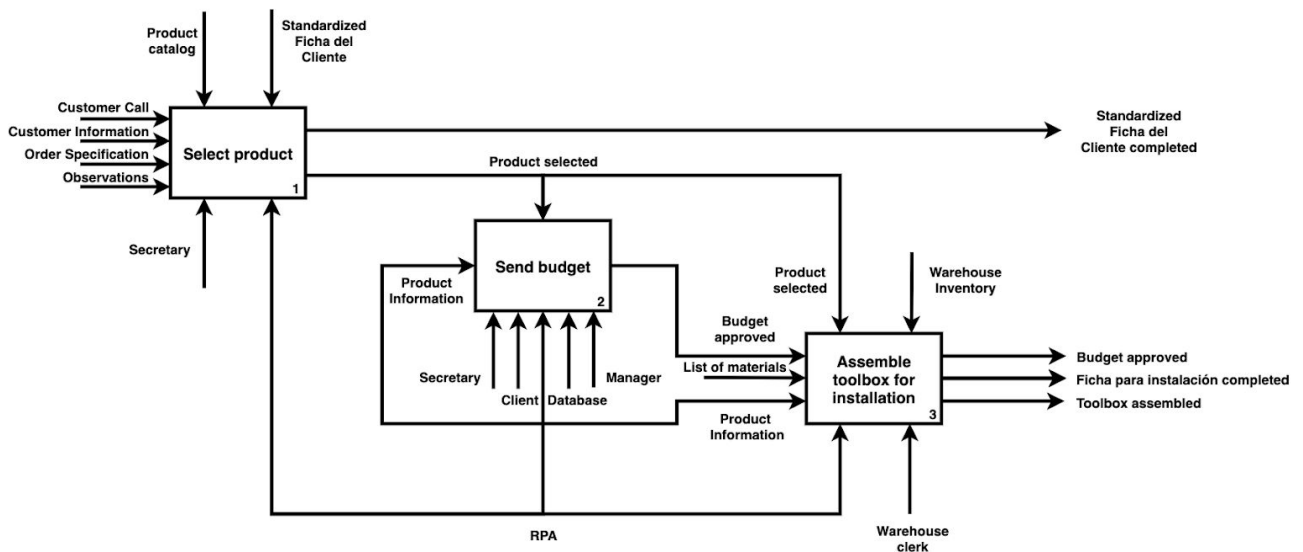 Product
catalog
Standardized
Ficha del
Cliente
Customer Call
Customer Information
Order Specification
Observations
Select product
1
Standardized
Ficha del
Cliente completed
Product selected
Secretary
Send budget
2
Product
Information
Product
selected
Warehouse
Inventory
Budget
approved
List of materials
Product
Information
Secretary
Client
Database
Manager
Assemble
toolbox for
installation
3
Budget approved
Ficha para instalación completed
Toolbox assembled
RPA
Warehouse
clerk